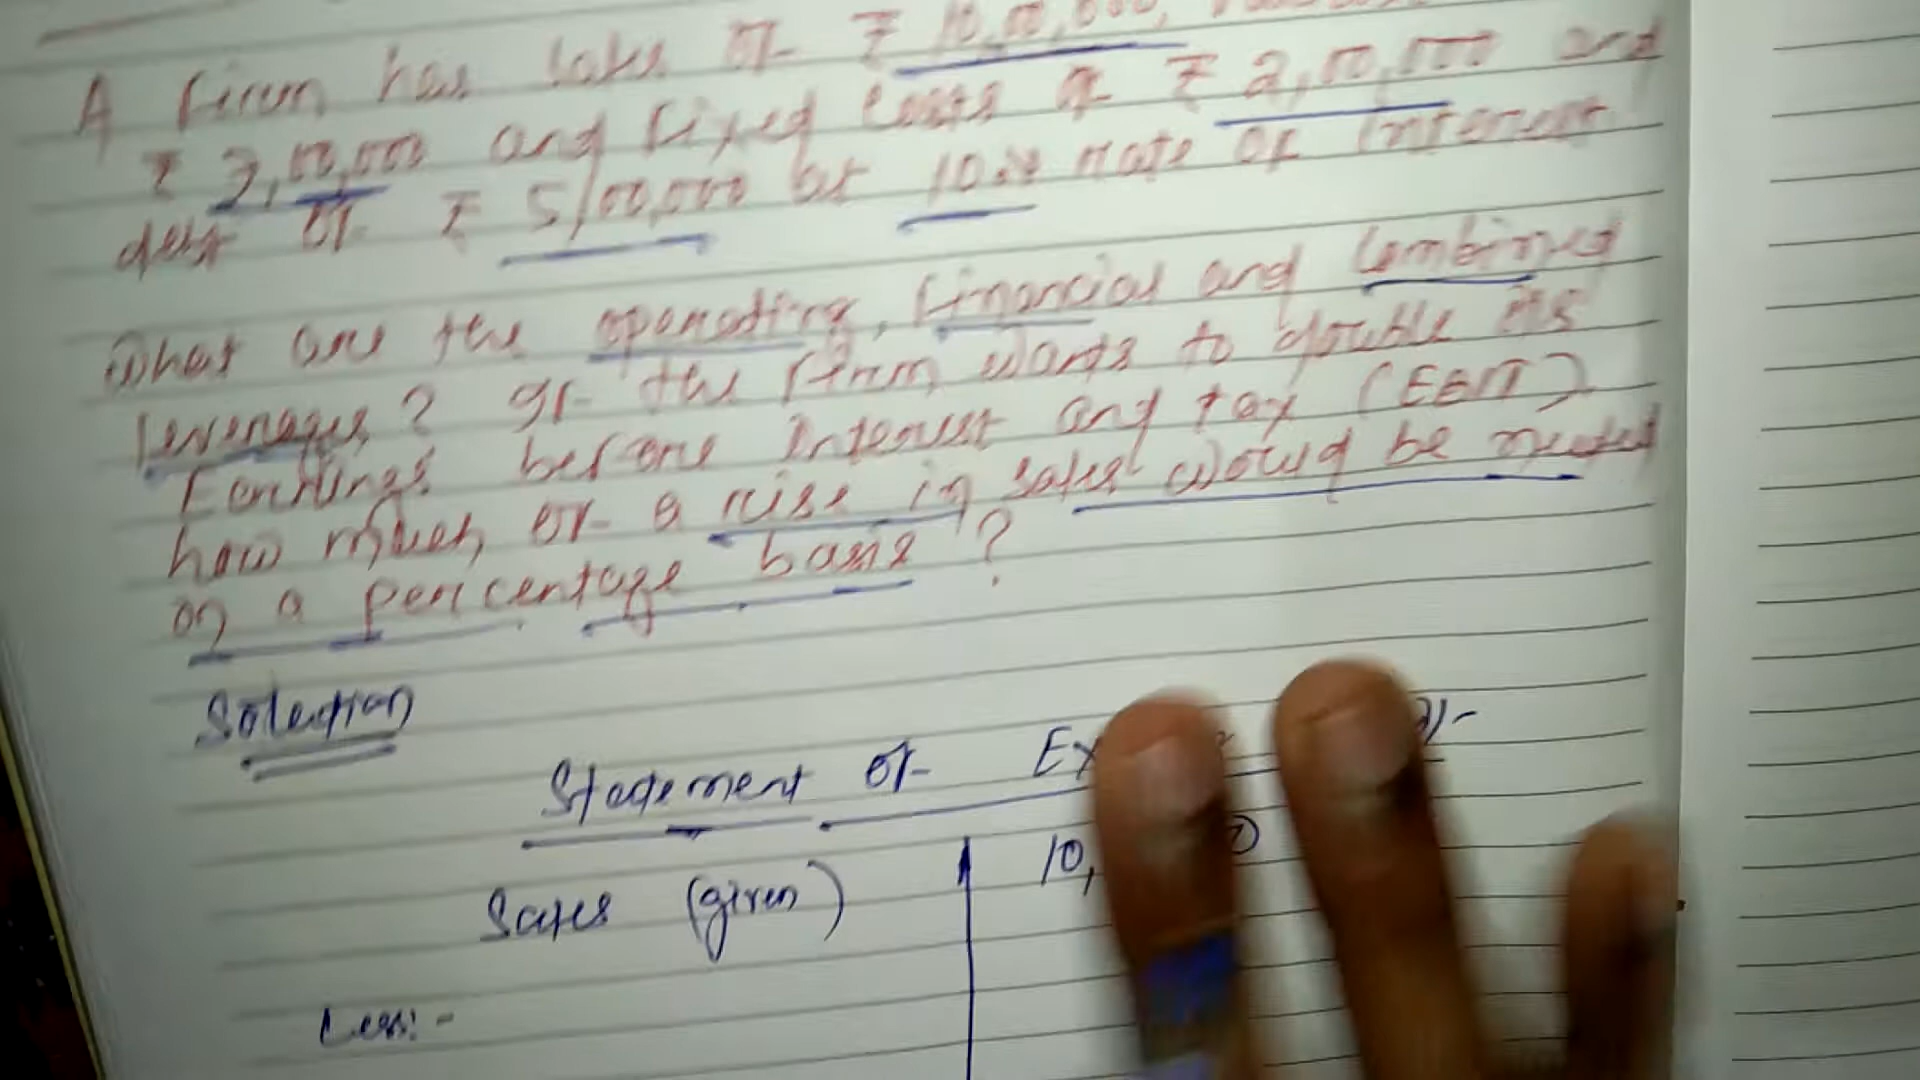 A firm has sales of ₹ 10,00,000,
₹ 3,00,000 and fixed costs of ₹ 2,00,000 and
debt of ₹ 5,00,000 at 10% rate of interest
What are the operating, financial and combined
leverages? If the firm wants to double its
Earnings before interest and tax (EBIT)
how much of a rise in sales would be needed
on a percentage basis ?
Solution
Statement of
Sales (given) 10,
Less:-